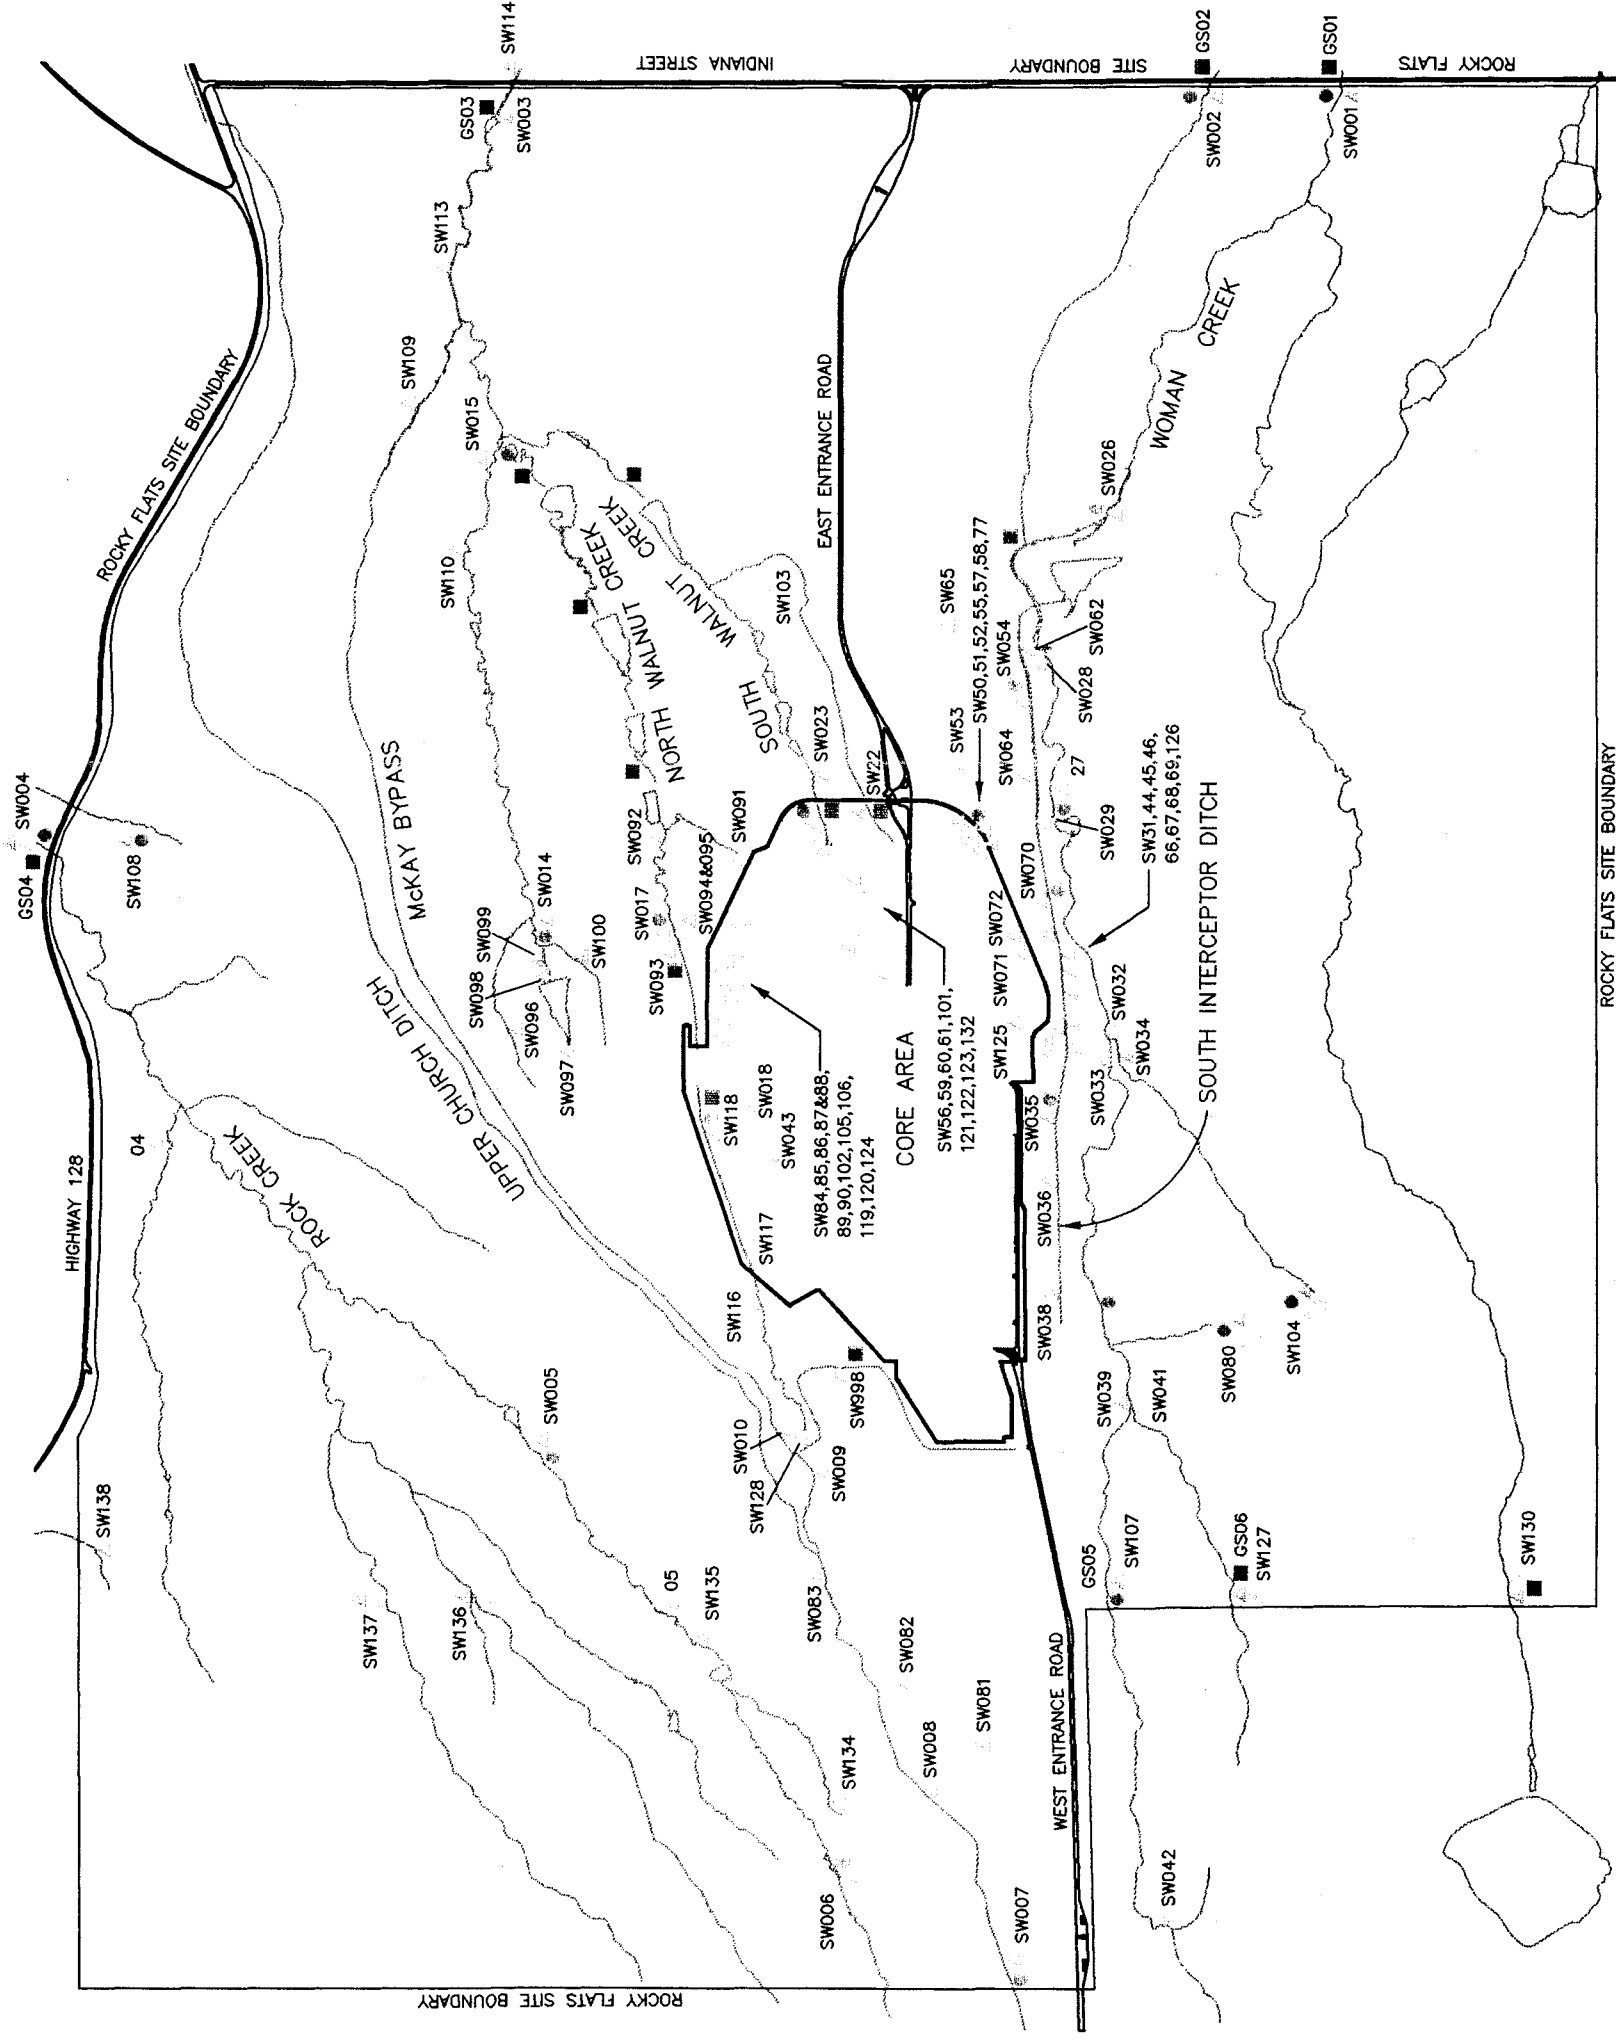 HIGHWAY 128
ROCKY FLATS SITE BOUNDARY
ROCKY FLATS SITE BOUNDARY
INDIANA STREET
SITE BOUNDARY
ROCKY FLATS
ROCKY FLATS SITE BOUNDARY
SW138
04
ROCK CREEK
GS04
SW004
SW108
SW137
SW136
SW005
05
SW135
SW134
SW006
UPPER CHURCH DITCH
McKAY BYPASS
SW098
SW099
SW096
SW097
SW014
SW100
SW110
SW109
SW015
SW113
GS03
SW003
SW114
NORTH WALNUT CREEK
SOUTH WALNUT CREEK
SW092
SW017
SW093
SW094&095
SW091
SW023
SW22
SW103
EAST ENTRANCE ROAD
SW010
SW128
SW009
SW998
SW116
SW117
SW118
SW018
SW043
SW84,85,86,87&88,
89,90,102,105,106,
119,120,124
CORE AREA
SW56,59,60,61,101,
121,122,123,132
SW083
SW082
SW081
SW008
SW007
WEST ENTRANCE ROAD
SW53
SW50,51,52,55,57,58,77
SW65
SW054
SW064
SW070
SW072
SW071
SW125
SW035
SW036
SW038
27
SW028
SW062
SW029
SW026
WOMAN CREEK
SW31,44,45,46,
66,67,68,69,126
SW032
SW034
SW033
SOUTH INTERCEPTOR DITCH
SW039
SW041
SW080
SW104
GS05
SW107
GS06
SW127
SW130
SW042
SW002
GS02
SW001
GS01